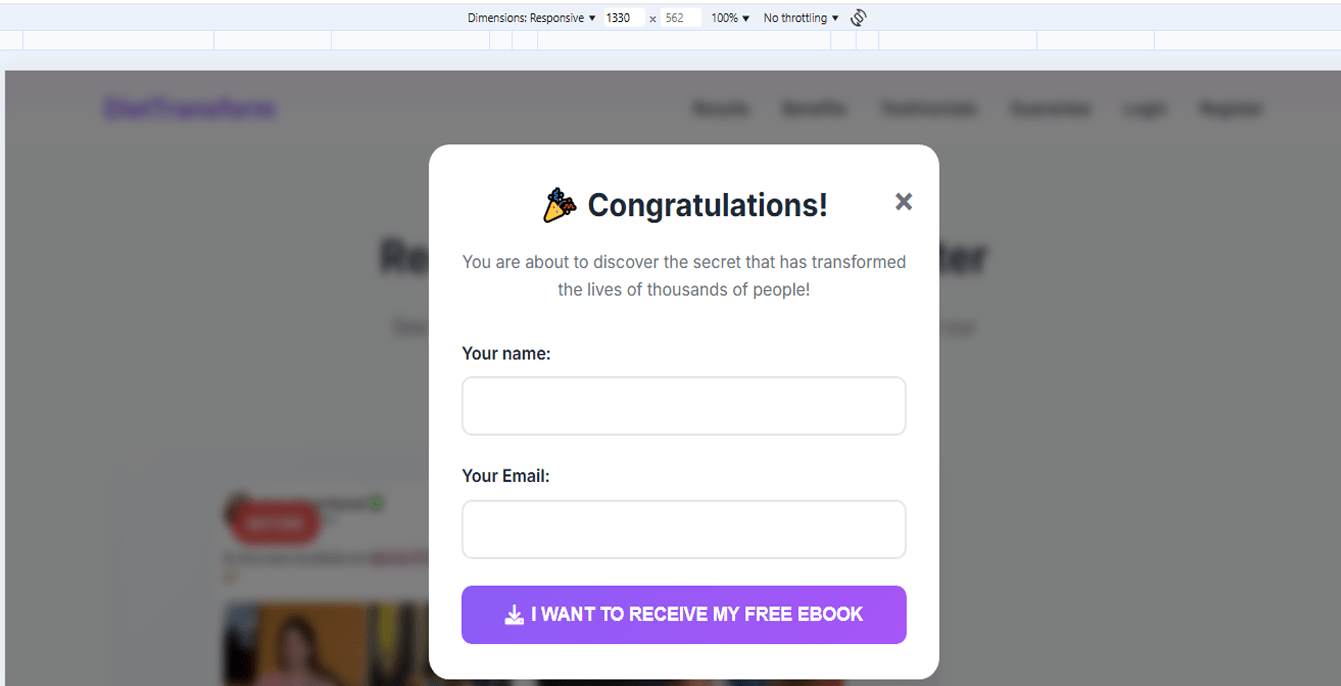 Dimensions: Responsive ▼ 1330 x 562 100% ▼ No throttling ▼
DietTransform Results Benefits Testimonials Guarantee Login Register
🎉 Congratulations! ×
You are about to discover the secret that has transformed
the lives of thousands of people!
Your name:
Your Email:
I WANT TO RECEIVE MY FREE EBOOK